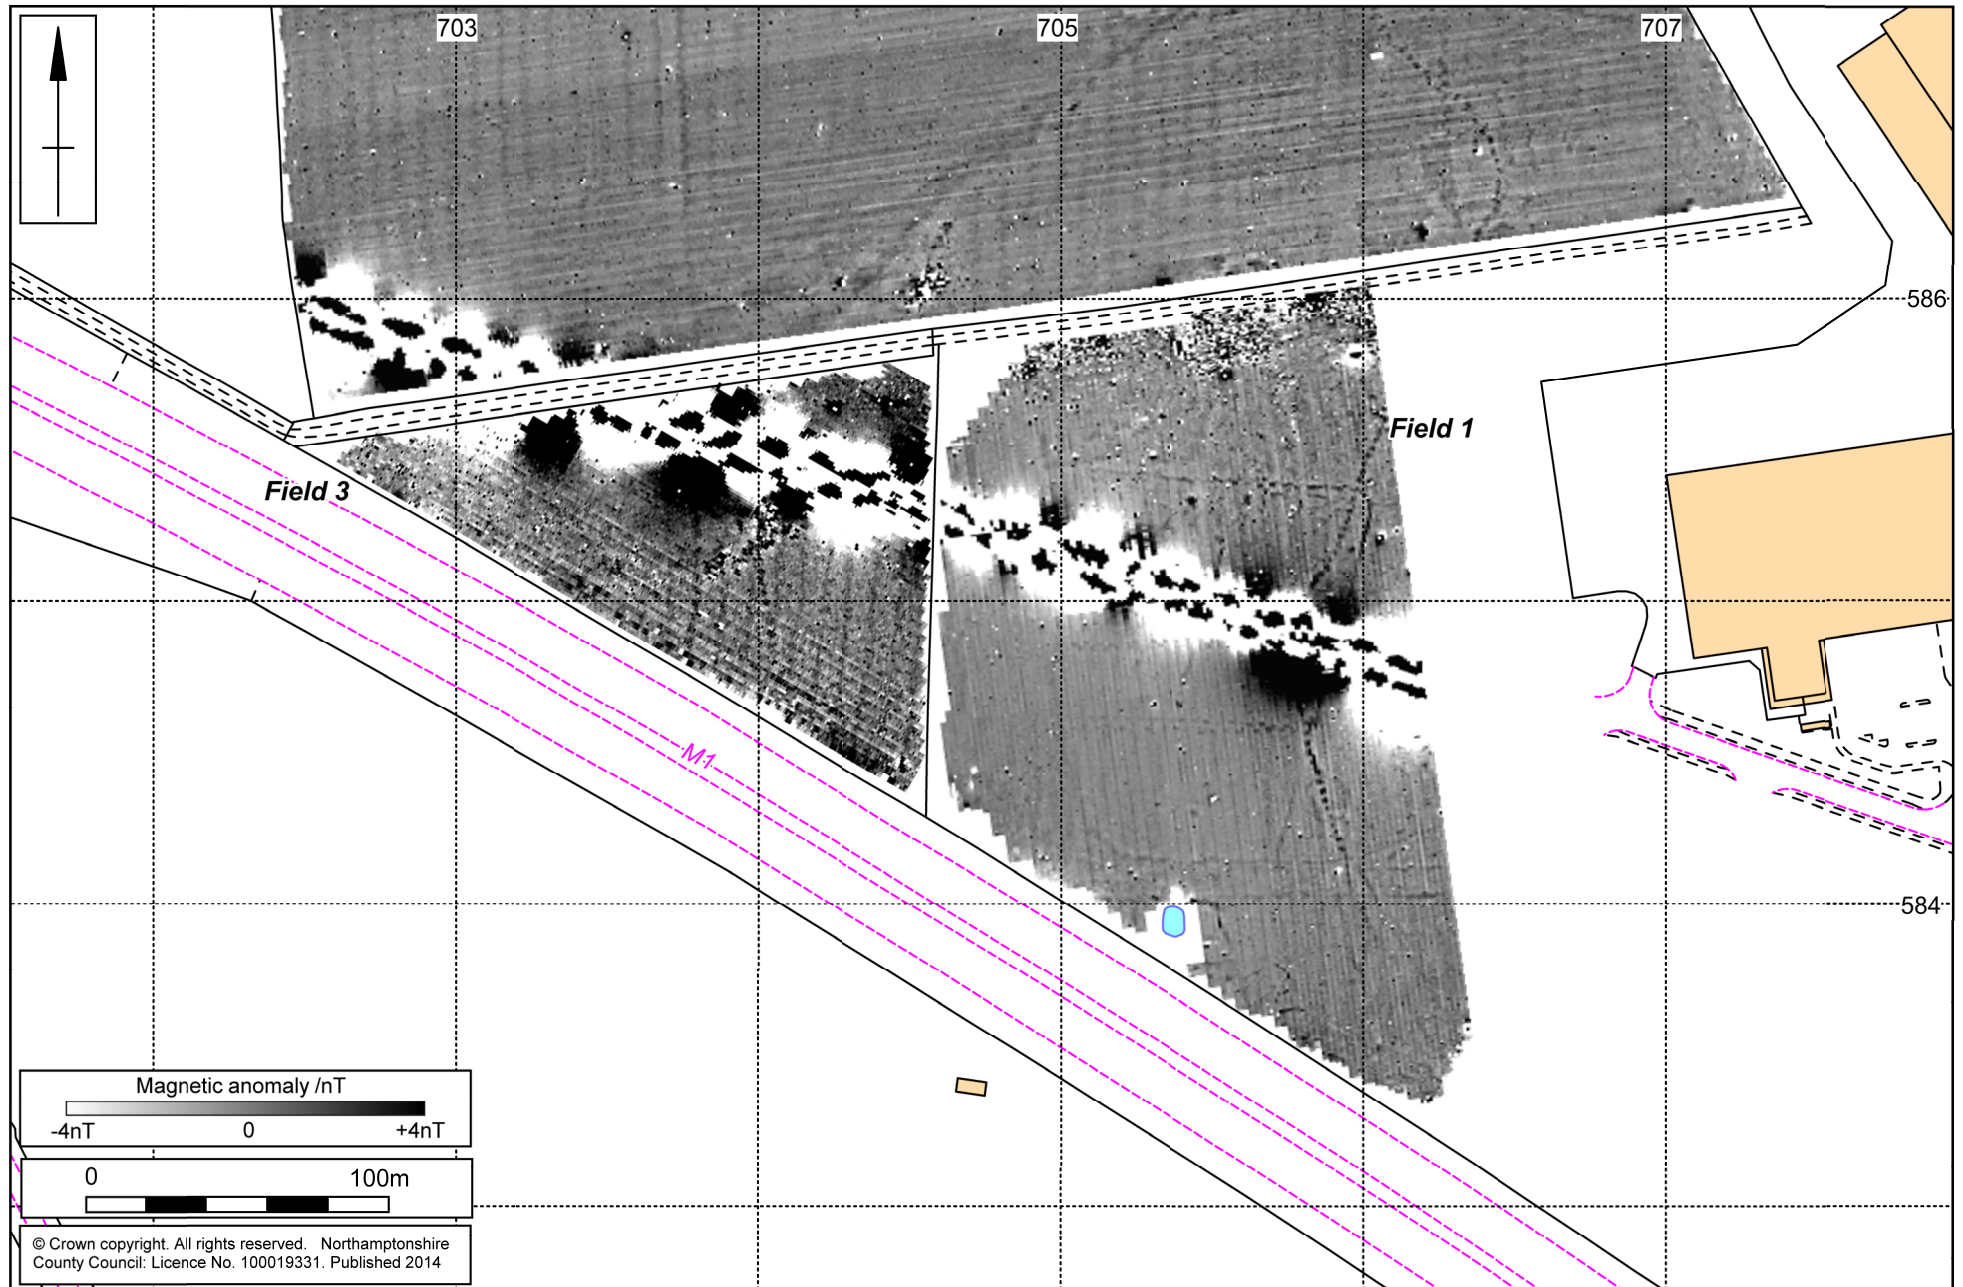 703
705
707
586
Field 1
Field 3
M1
584
Magnetic anomaly /nT
-4nT 0 +4nT
0 100m
© Crown copyright. All rights reserved. Northamptonshire
County Council: Licence No. 100019331. Published 2014